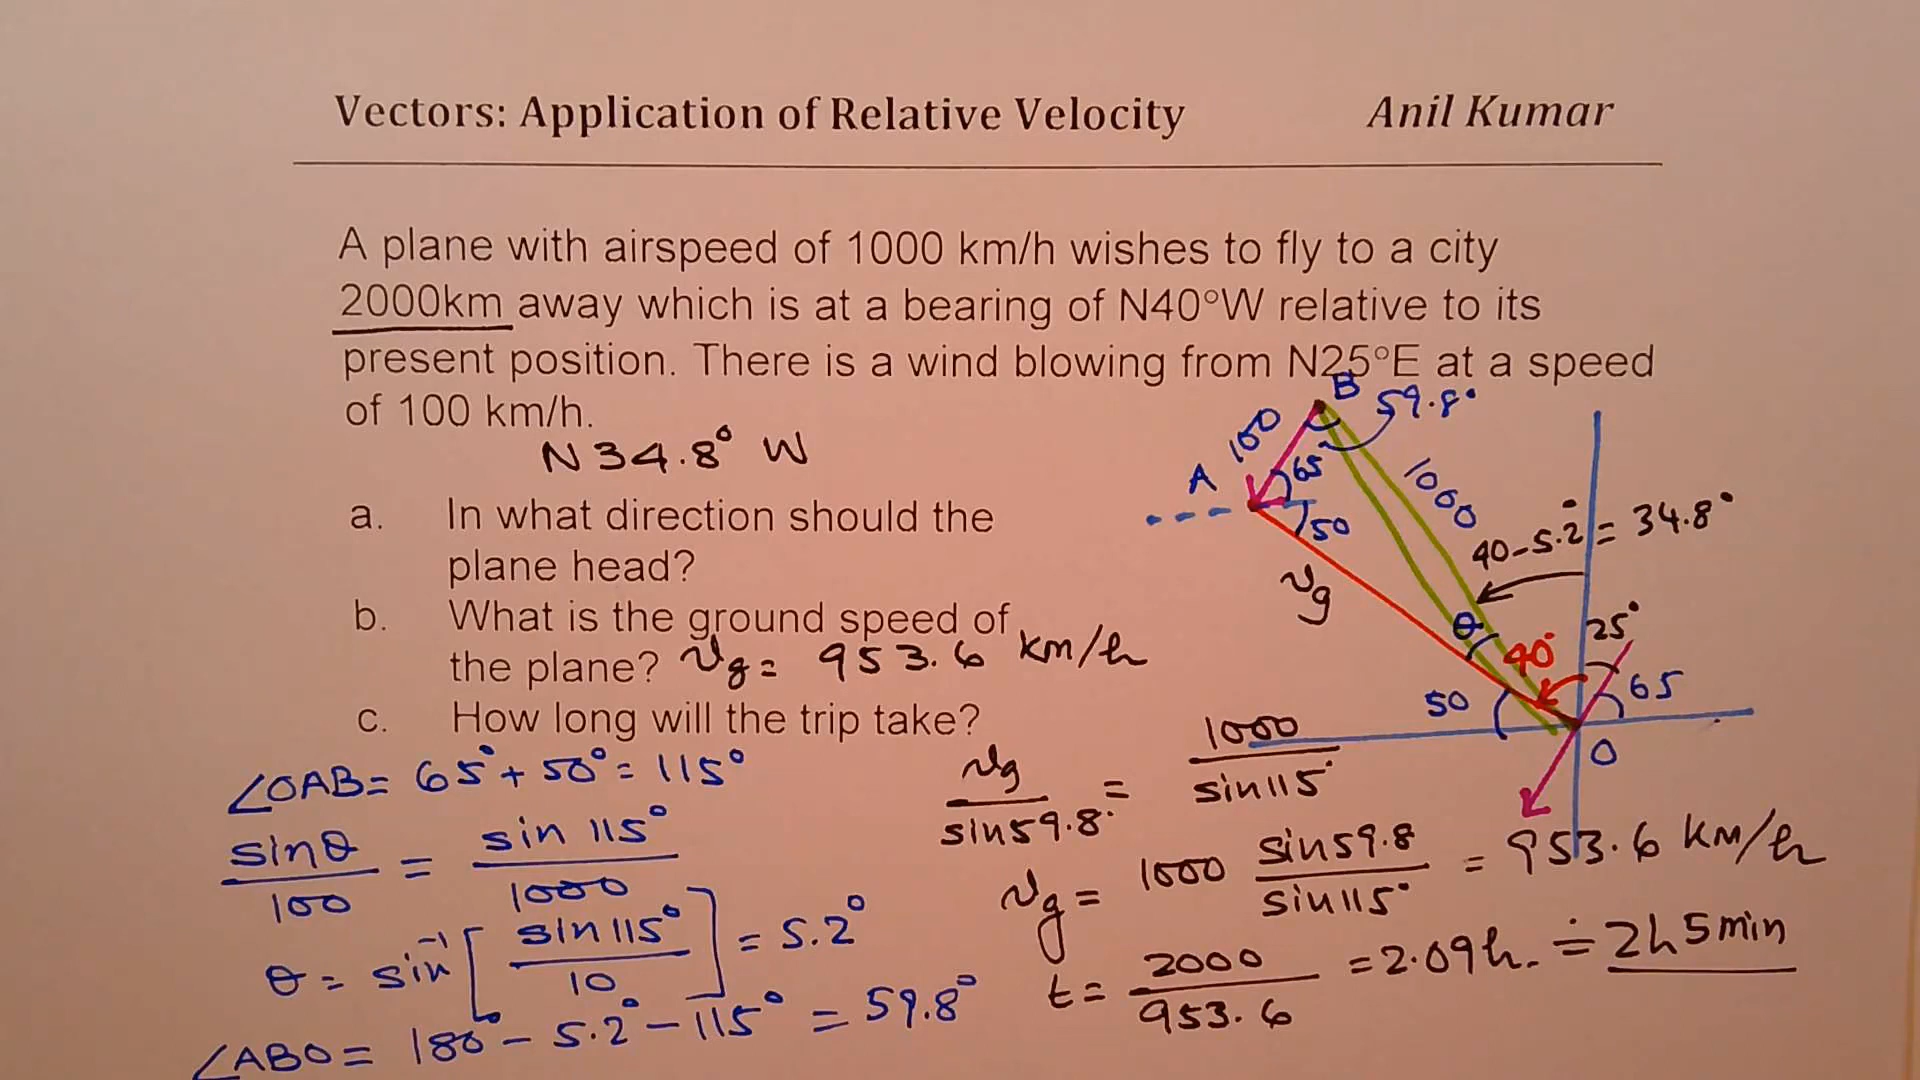 Vectors: Application of Relative Velocity Anil Kumar
A plane with airspeed of 1000 km/h wishes to fly to a city
2000km away which is at a bearing of N40°W relative to its
present position. There is a wind blowing from N25°E at a speed
of 100 km/h.
N 34.8° W
a. In what direction should the
plane head?
b. What is the ground speed of
the plane? vg = 953.6 km/h
c. How long will the trip take?
B 59.8°
100
A 65
50
1000
40-5.2° = 34.8°
vg
θ 40° 25°
50 65
O
∠OAB = 65° + 50° = 115°
sinθ/100 = sin 115°/1000
θ = sin⁻¹[sin 115°/10] = 5.2°
∠ABO = 180° - 5.2° - 115° = 59.8°
vg/sin59.8° = 1000/sin115°
vg = 1000 sin59.8/sin115° = 953.6 km/h
t = 2000/953.6 = 2.09 h. ≐ 2h 5min